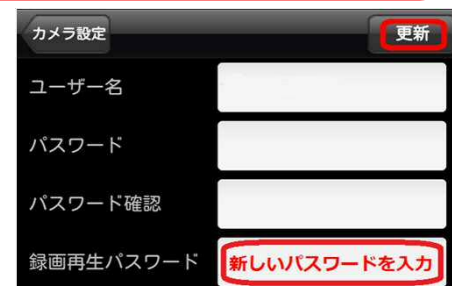 カメラ設定
更新
ユーザー名
パスワード
パスワード確認
録画再生パスワード
新しいパスワードを入力